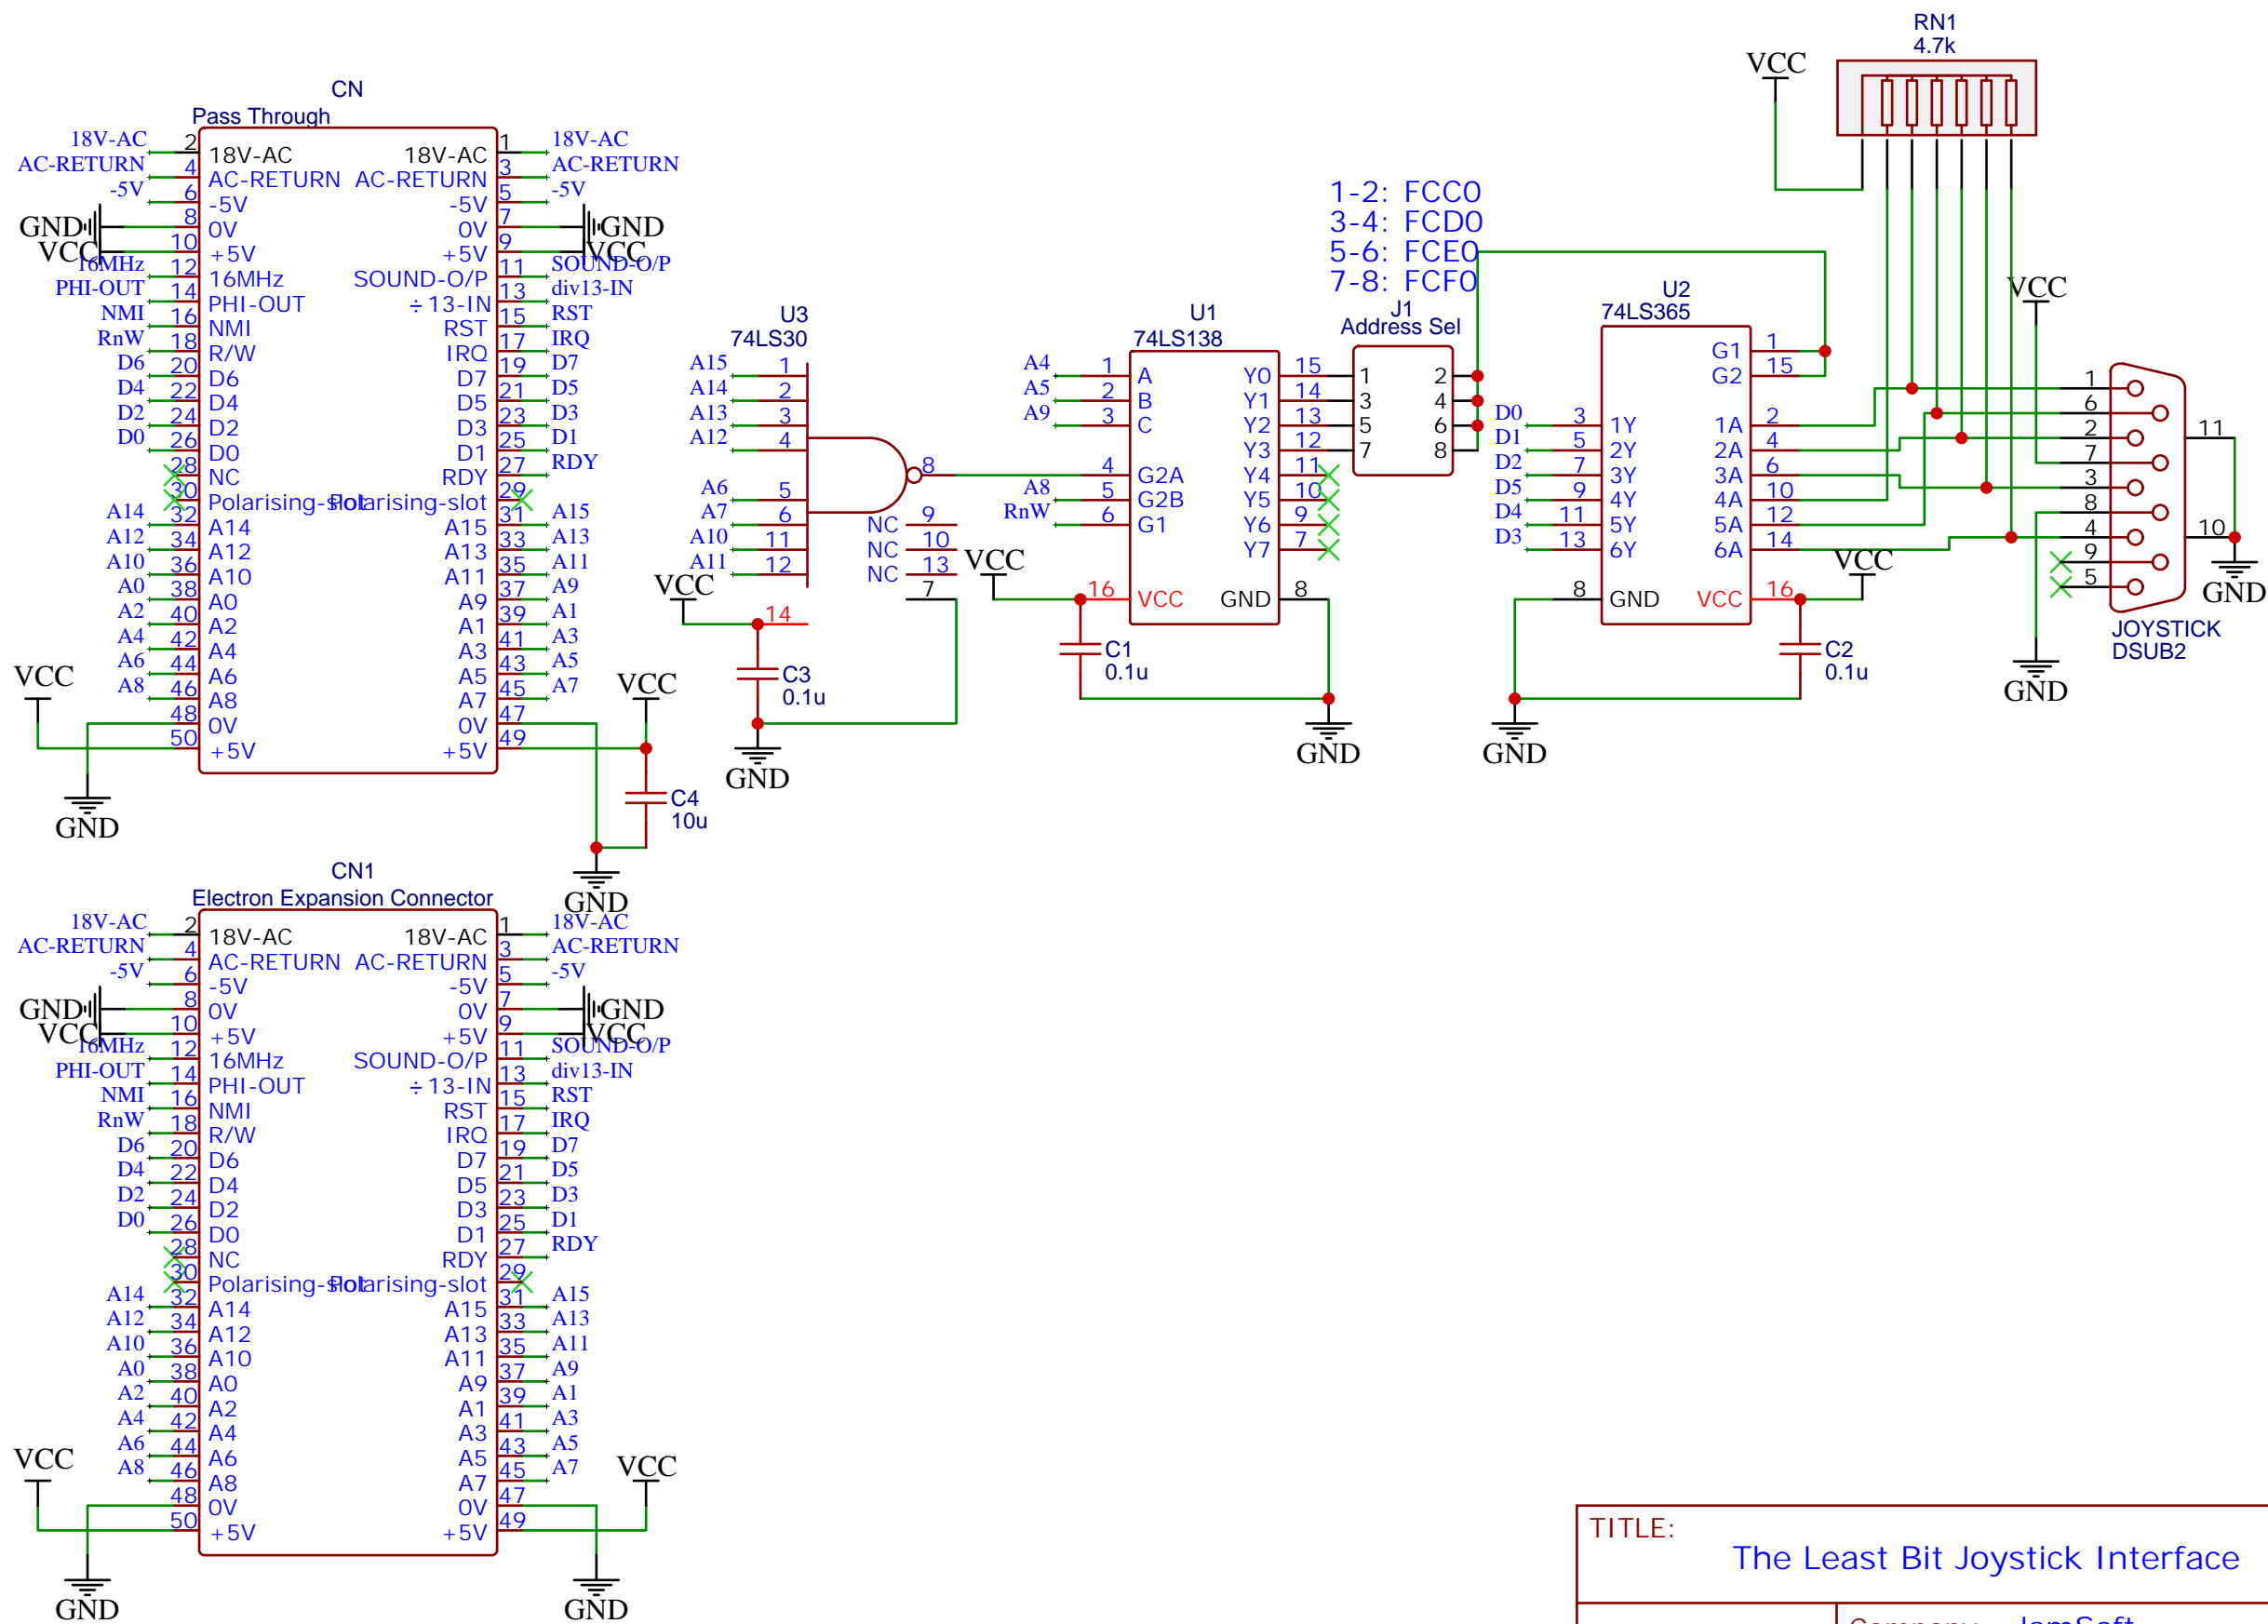 CN
Pass Through
18V-AC 2 18V-AC 18V-AC 1 18V-AC
AC-RETURN 4 AC-RETURN AC-RETURN 3 AC-RETURN
-5V 6 -5V -5V 5 -5V
GND 8 0V 0V 7 GND
VCC 10 +5V +5V 9 VCC
16MHz 12 16MHz SOUND-O/P 11 SOUND-O/P
PHI-OUT 14 PHI-OUT ÷13-IN 13 div13-IN
NMI 16 NMI RST 15 RST
RnW 18 R/W IRQ 17 IRQ
D6 20 D6 D7 19 D7
D4 22 D4 D5 21 D5
D2 24 D2 D3 23 D3
D0 26 D0 D1 25 D1
28 NC RDY 27 RDY
30 Polarising-slot Polarising-slot 29
A14 32 A14 A15 31 A15
A12 34 A12 A13 33 A13
A10 36 A10 A11 35 A11
A0 38 A0 A9 37 A9
A2 40 A2 A1 39 A1
A4 42 A4 A3 41 A3
A6 44 A6 A5 43 A5
A8 46 A8 A7 45 A7
VCC 48 0V 0V 47 VCC
50 +5V +5V 49
GND
C4
10u
GND
CN1
Electron Expansion Connector
18V-AC 2 18V-AC 18V-AC 1 18V-AC
AC-RETURN 4 AC-RETURN AC-RETURN 3 AC-RETURN
-5V 6 -5V -5V 5 -5V
GND 8 0V 0V 7 GND
VCC 10 +5V +5V 9 VCC
16MHz 12 16MHz SOUND-O/P 11 SOUND-O/P
PHI-OUT 14 PHI-OUT ÷13-IN 13 div13-IN
NMI 16 NMI RST 15 RST
RnW 18 R/W IRQ 17 IRQ
D6 20 D6 D7 19 D7
D4 22 D4 D5 21 D5
D2 24 D2 D3 23 D3
D0 26 D0 D1 25 D1
28 NC RDY 27 RDY
30 Polarising-slot Polarising-slot 29
A14 32 A14 A15 31 A15
A12 34 A12 A13 33 A13
A10 36 A10 A11 35 A11
A0 38 A0 A9 37 A9
A2 40 A2 A1 39 A1
A4 42 A4 A3 41 A3
A6 44 A6 A5 43 A5
A8 46 A8 A7 45 A7
VCC 48 0V 0V 47 VCC
50 +5V +5V 49
GND GND
U3
74LS30
A15 1
A14 2
A13 3
A12 4
8
A6 5
A7 6
A10 11
A11 12
NC 9
NC 10
NC 13
7
VCC
14
C3
0.1u
GND
U1
74LS138
A4 1 A Y0 15
A5 2 B Y1 14
A9 3 C Y2 13
Y3 12
4 G2A Y4 11
A8 5 G2B Y5 10
RnW 6 G1 Y6 9
Y7 7
VCC
16 VCC GND 8
C1
0.1u
GND
1-2: FCC0
3-4: FCD0
5-6: FCE0
7-8: FCF0
J1
Address Sel
1 2
3 4
5 6
7 8
U2
74LS365
G1 1
G2 15
D0 3 1Y 1A 2
D1 5 2Y 2A 4
D2 7 3Y 3A 6
D5 9 4Y 4A 10
D4 11 5Y 5A 12
D3 13 6Y 6A 14
8 GND VCC 16
VCC
C2
0.1u
GND
RN1
4.7k
VCC
VCC
1
6
2
7
3
8
4
9
5
11
10
GND
JOYSTICK
DSUB2
GND
TITLE:
The Least Bit Joystick Interface